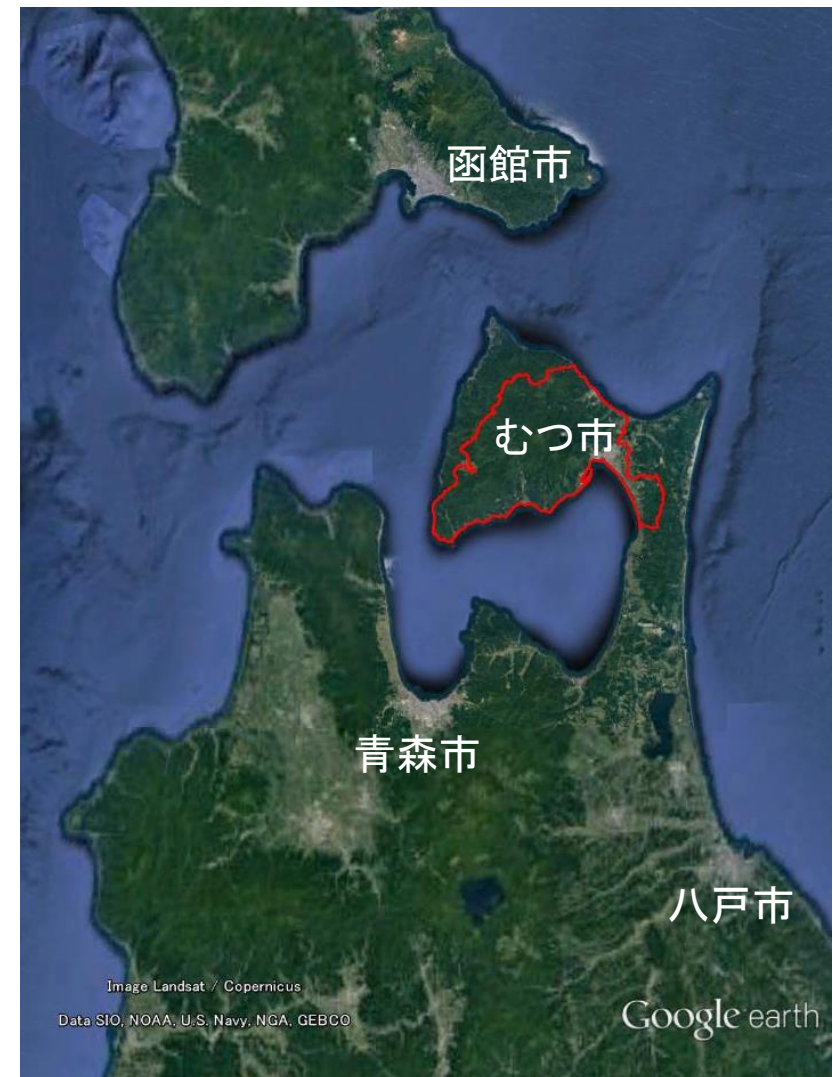 函館市
むつ市
青森市
八戸市
Image Landsat / Copernicus
Data SIO, NOAA, U.S. Navy, NGA, GEBCO
Google earth